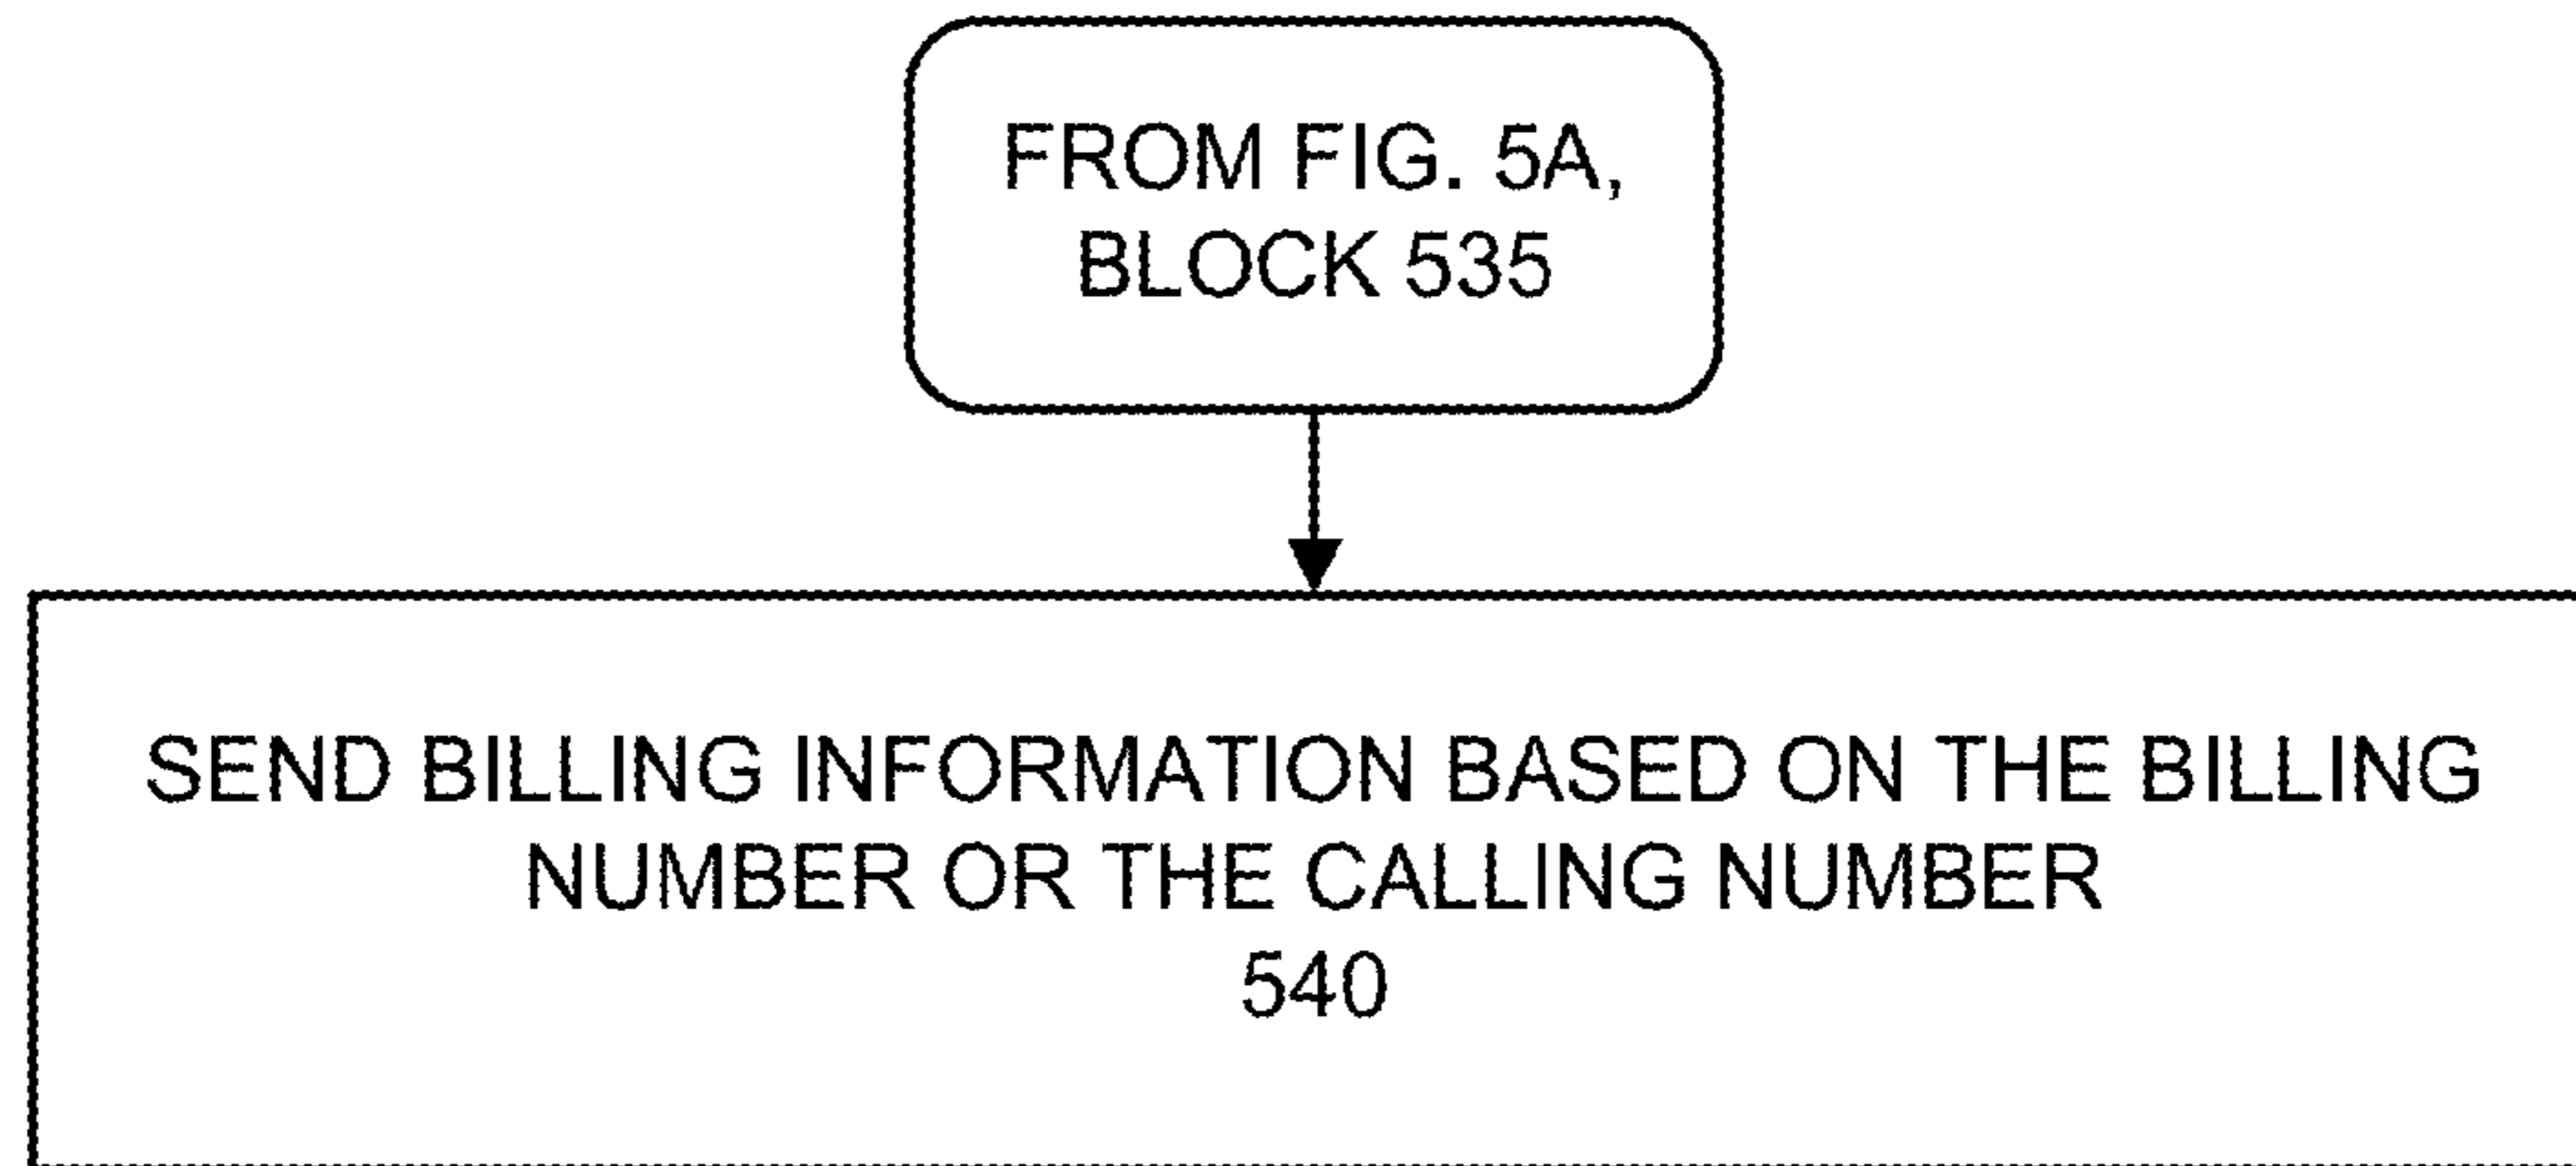 FROM FIG. 5A,
BLOCK 535
SEND BILLING INFORMATION BASED ON THE BILLING
NUMBER OR THE CALLING NUMBER
540